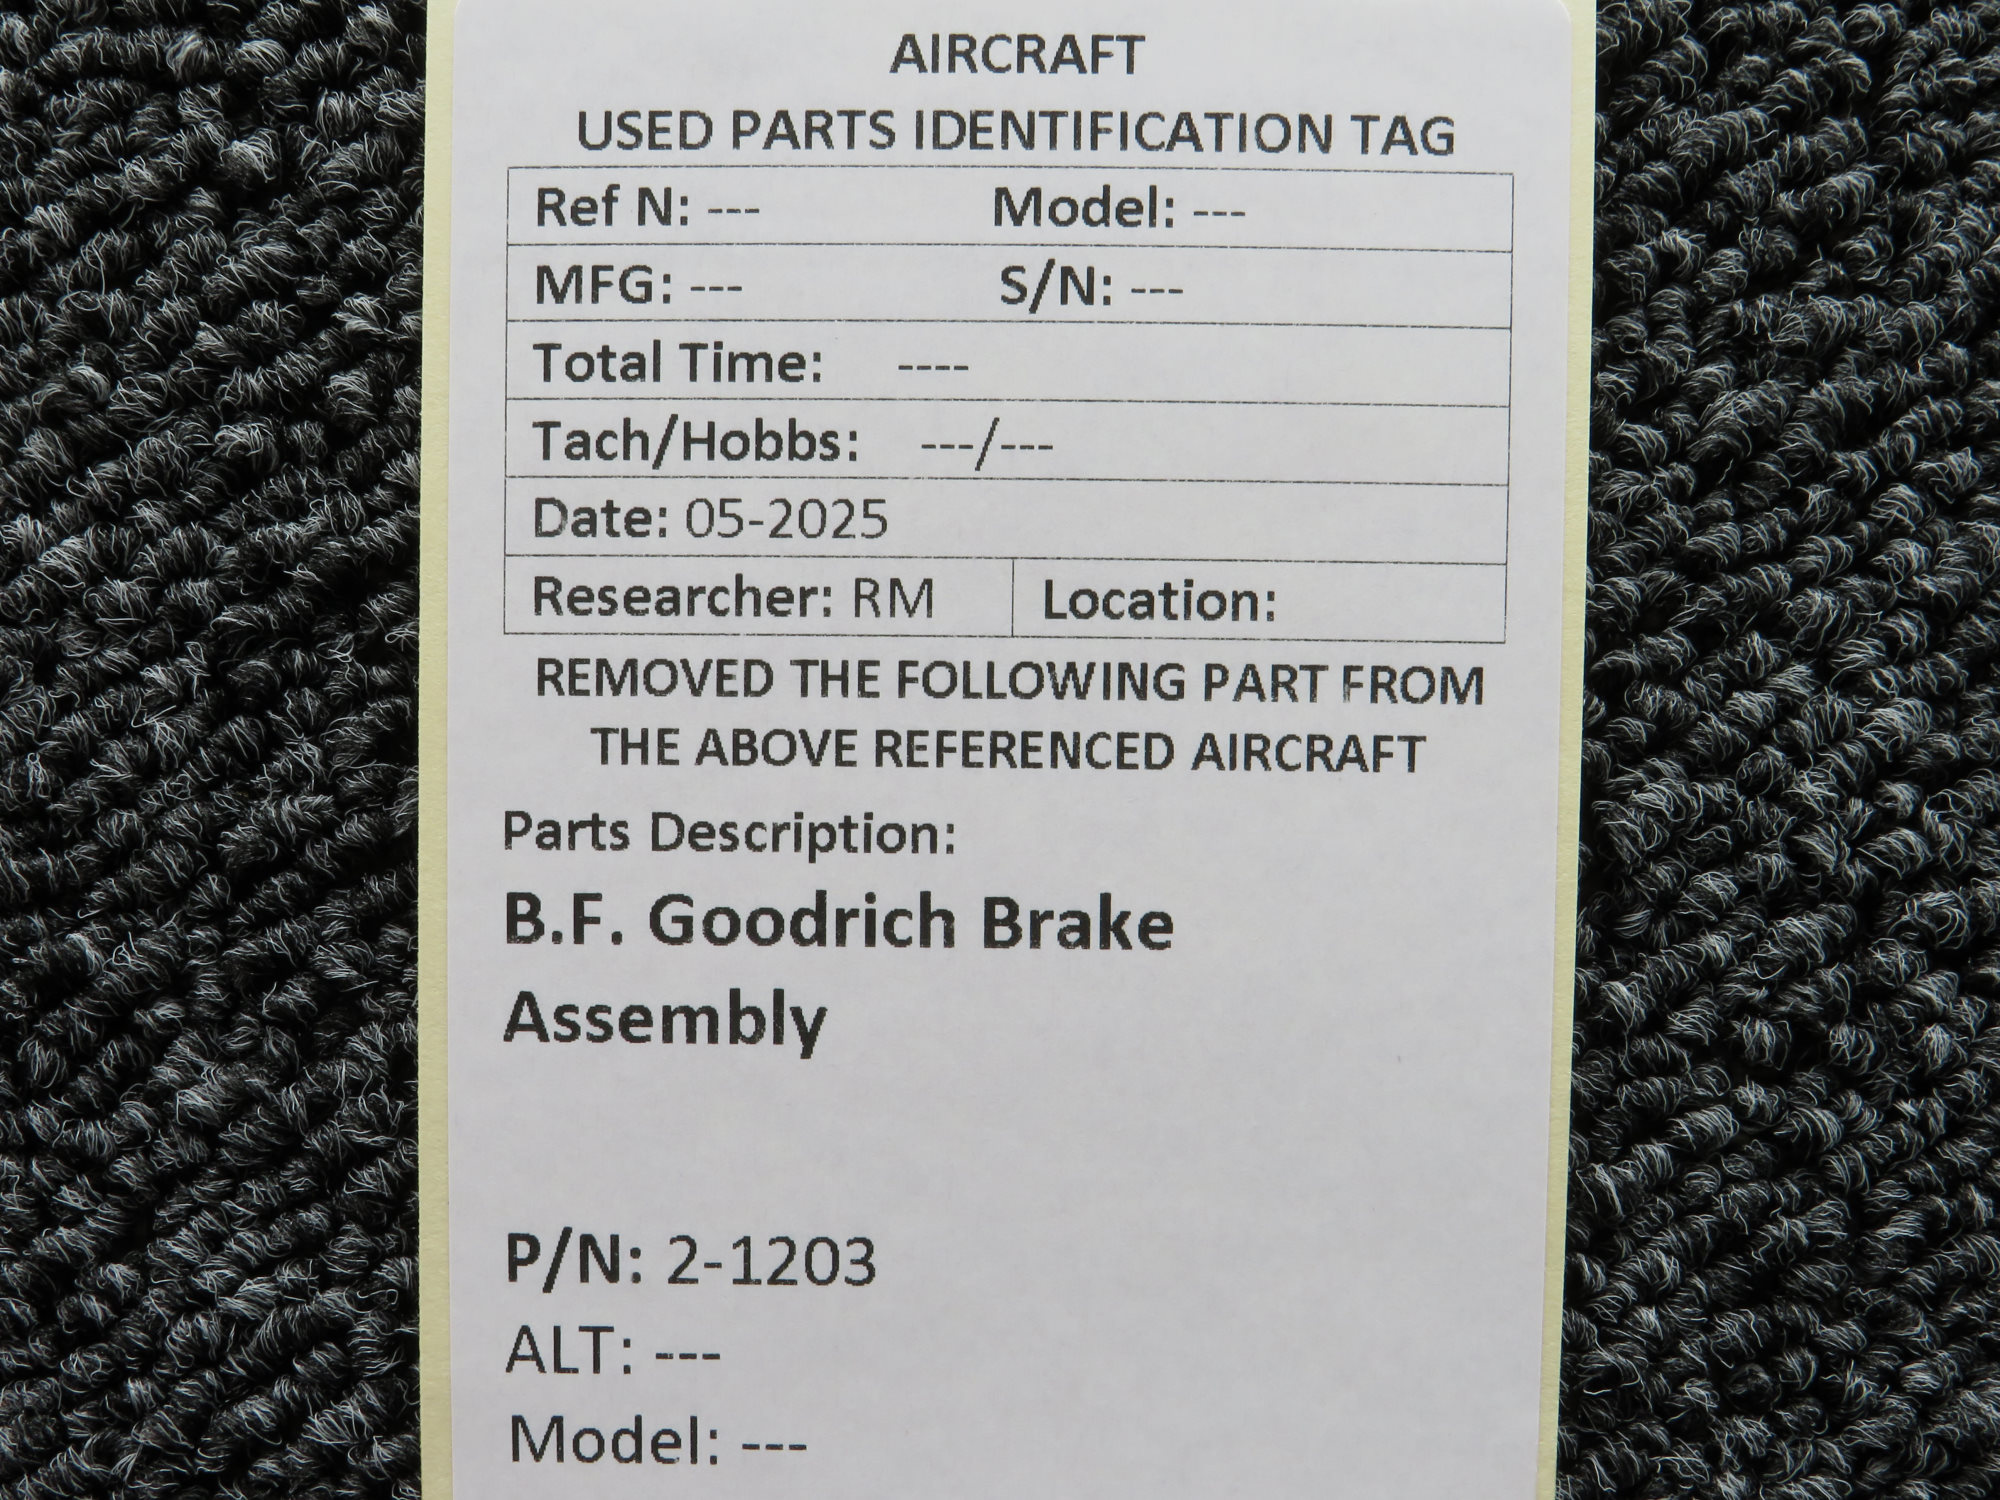 AIRCRAFT
USED PARTS IDENTIFICATION TAG
Ref N: --- Model: ---
MFG: --- S/N: ---
Total Time: ----
Tach/Hobbs: ---/---
Date: 05-2025
Researcher: RM Location:
REMOVED THE FOLLOWING PART FROM
THE ABOVE REFERENCED AIRCRAFT
Parts Description:
B.F. Goodrich Brake
Assembly
P/N: 2-1203
ALT: ---
Model: ---